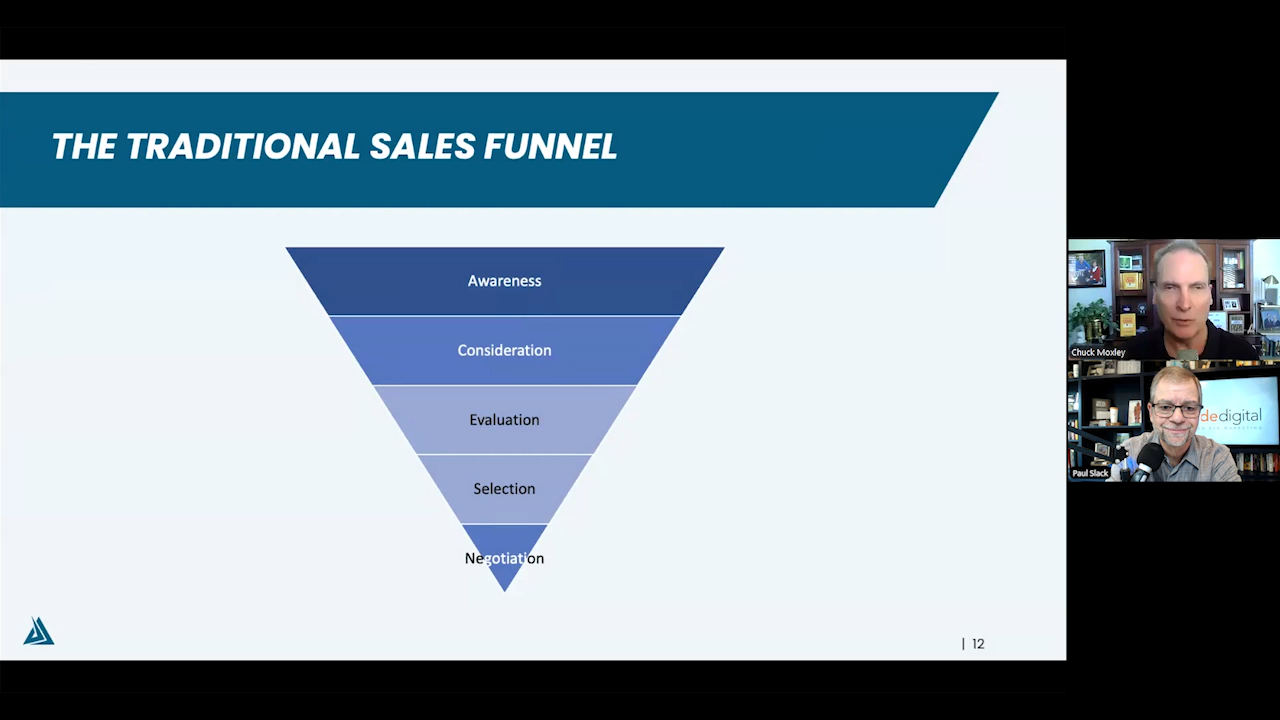 THE TRADITIONAL SALES FUNNEL
Awareness
Consideration
Evaluation
Selection
Negotiation
| 12
Chuck Moxley
dedigital
Paul Slack